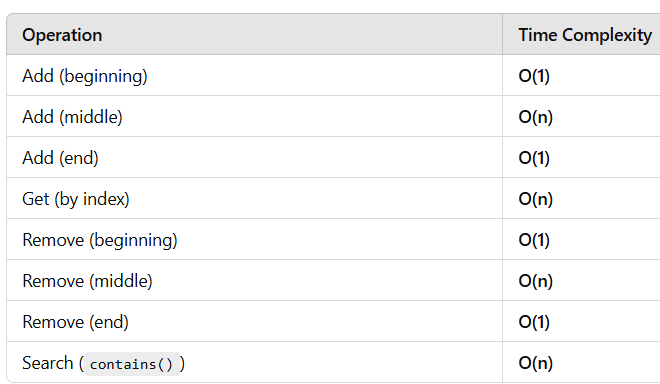 Operation Time Complexity
Add (beginning) O(1)
Add (middle) O(n)
Add (end) O(1)
Get (by index) O(n)
Remove (beginning) O(1)
Remove (middle) O(n)
Remove (end) O(1)
Search (contains()) O(n)